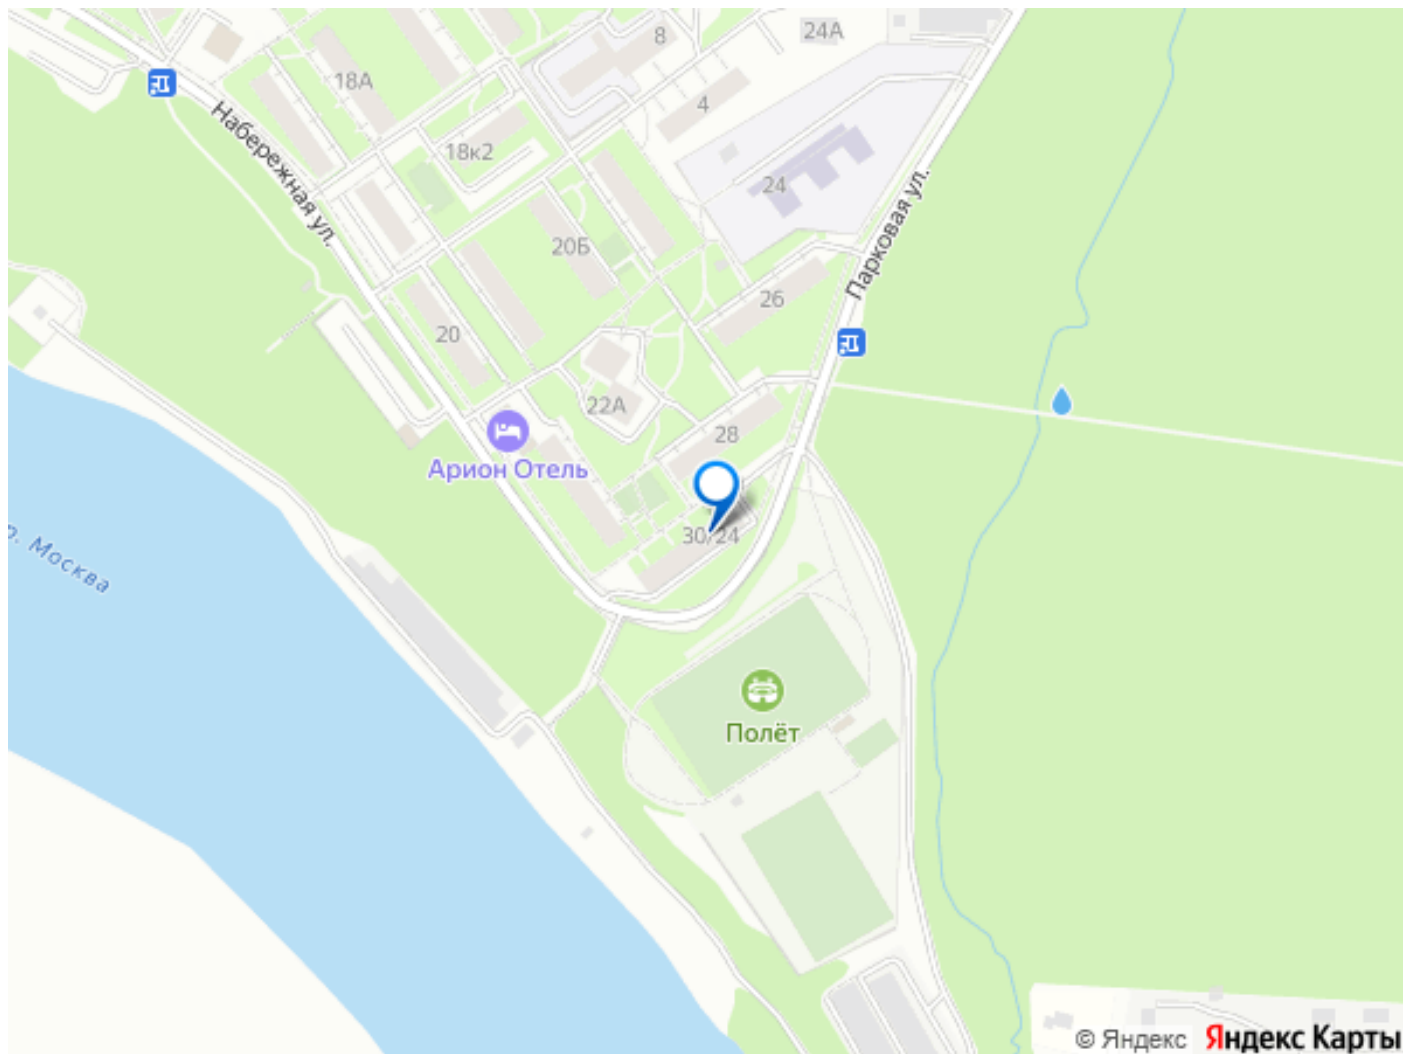 24А
8
18А
4
Набережная ул.
18к2
24
Парковая ул.
20Б
26
20
22А
28
Арион Отель
30/24
р. Москва
Полёт
© Яндекс Яндекс Карты